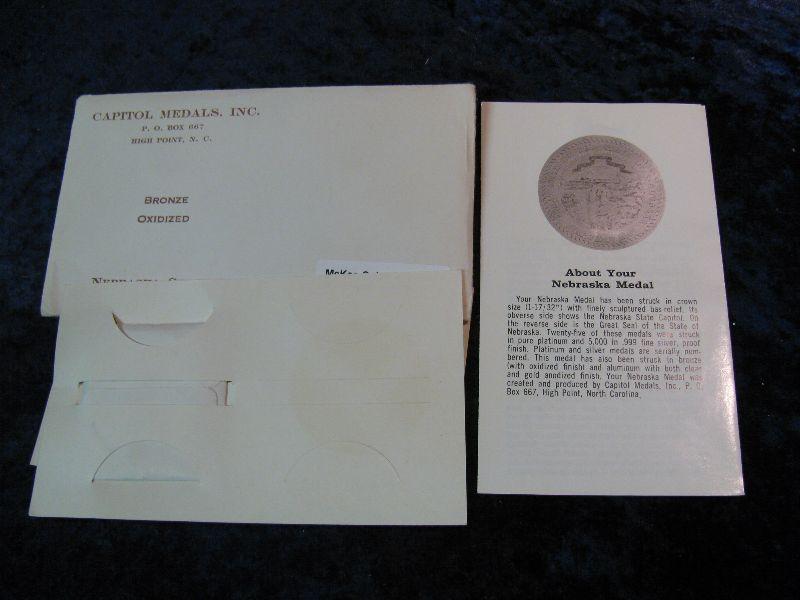 CAPITOL MEDALS, INC.
P. O. BOX 667
HIGH POINT, N. C.
BRONZE
OXIDIZED
NEBRASKA
About Your
Nebraska Medal
Your Nebraska Medal has been struck in crown
size (1-17/32") with finely sculptured bas-relief. Its
obverse side shows the Nebraska State Capitol. On
the reverse side is the Great Seal of the State of
Nebraska. Twenty-five of these medals were struck
in pure platinum and 5,000 in .999 fine silver, proof
finish. Platinum and silver medals are serially num-
bered. This medal has also been struck in bronze
(with oxidized finish) and aluminum with both clear
and gold anodized finish. Your Nebraska Medal was
created and produced by Capitol Medals, Inc., P. O.
Box 667, High Point, North Carolina.